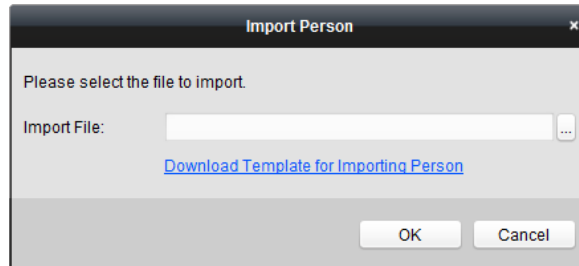 Import Person ×
Please select the file to import.
Import File: ...
Download Template for Importing Person
OK Cancel